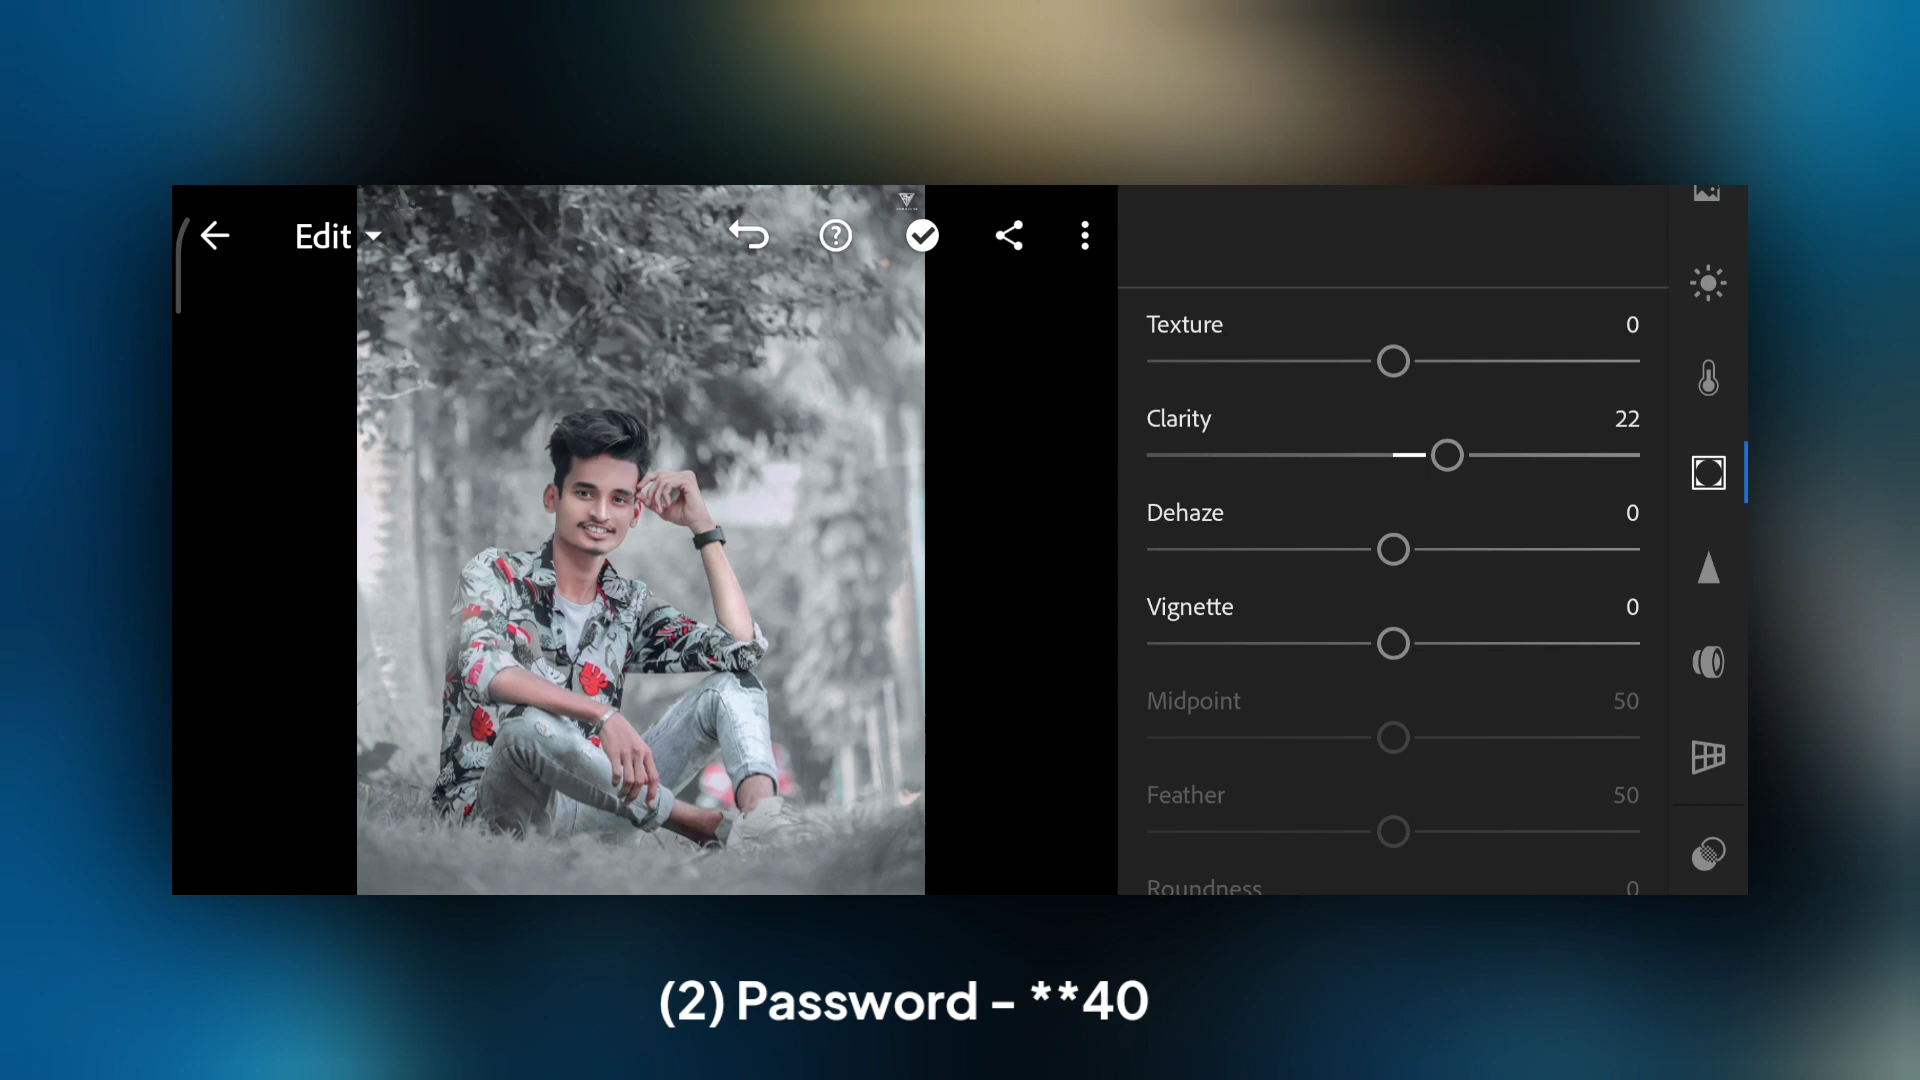 Edit
Texture 0
Clarity 22
Dehaze 0
Vignette 0
Midpoint 50
Feather 50
Roundness 0
(2) Password - **40